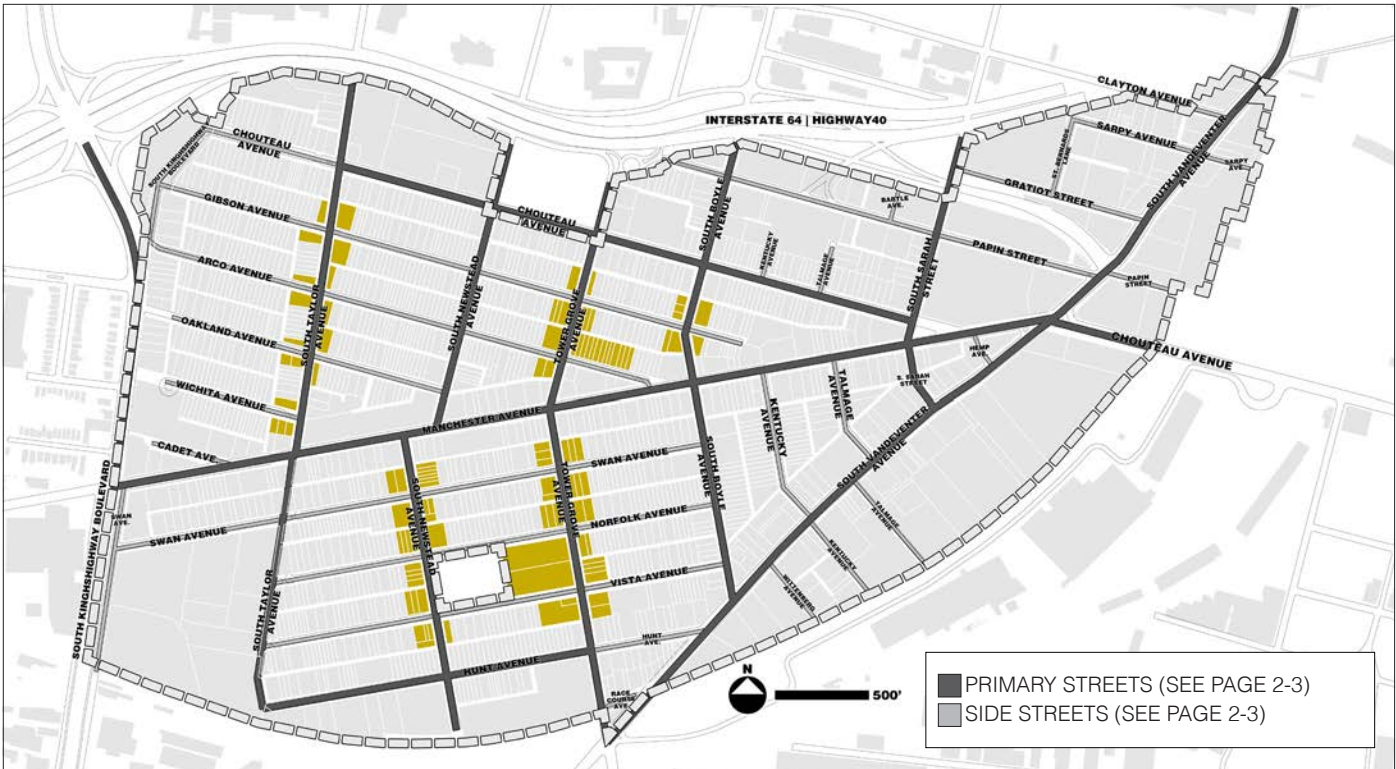 CLAYTON AVENUE
INTERSTATE 64 | HIGHWAY40
SARPY AVENUE
ST. BERNARDS
LANE
SOUTH VANDEVENTER
AVENUE
SARPY
AVE.
CHOUTEAU
AVENUE
SOUTH KINGHSHIGHWAY
BOULEVARD
GRATIOT STREET
GIBSON AVENUE
CHOUTEAU
AVENUE
SOUTH BOYLE
AVENUE
BARTLE
AVE.
KENTUCKY
AVENUE
TALMAGE
AVENUE
SOUTH SARAH
STREET
PAPIN STREET
PAPIN
STREET
ARCO AVENUE
SOUTH TAYLOR
AVENUE
SOUTH NEWSTEAD
AVENUE
TOWER GROVE
AVENUE
OAKLAND AVENUE
HEMP
AVE.
CHOUTEAU AVENUE
S. SARAH
STREET
WICHITA AVENUE
TALMAGE
AVENUE
KENTUCKY
AVENUE
MANCHESTER AVENUE
CADET AVE.
SOUTH VANDEVENTER
AVENUE
SOUTH KINGHSHIGHWAY BOULEVARD
SWAN
AVE.
SWAN AVENUE
SOUTH NEWSTEAD
AVENUE
TOWER GROVE
AVENUE
SWAN AVENUE
SOUTH BOYLE
AVENUE
NORFOLK AVENUE
TALMAGE
AVENUE
KENTUCKY
AVENUE
WITTENBERG
AVENUE
VISTA AVENUE
SOUTH TAYLOR
AVENUE
HUNT
AVE.
HUNT AVENUE
RACE
COURSE
AVE.
N
500'
PRIMARY STREETS (SEE PAGE 2-3)
SIDE STREETS (SEE PAGE 2-3)